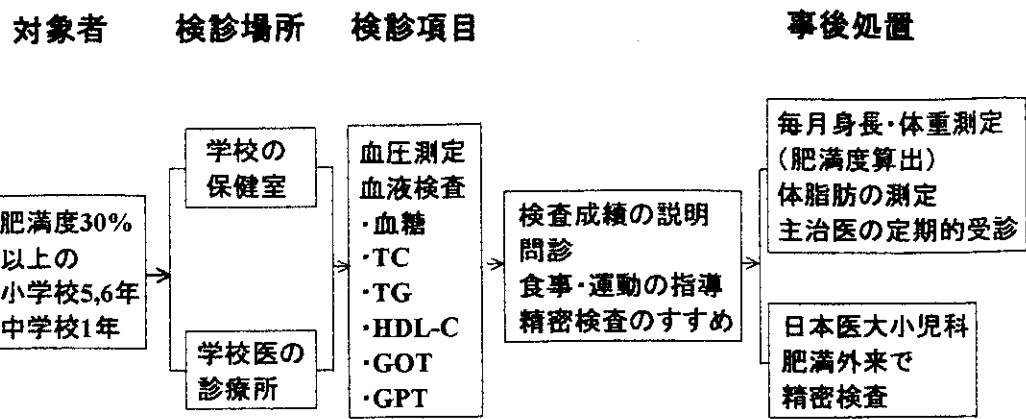 対象者
検診場所
検診項目
事後処置
肥満度30%
以上の
小学校5,6年
中学校1年
学校の
保健室
学校医の
診療所
血圧測定
血液検査
・血糖
・TC
・TG
・HDL-C
・GOT
・GPT
検査成績の説明
問診
食事・運動の指導
精密検査のすすめ
毎月身長・体重測定
(肥満度算出)
体脂肪の測定
主治医の定期的受診
日本医大小児科
肥満外来で
精密検査